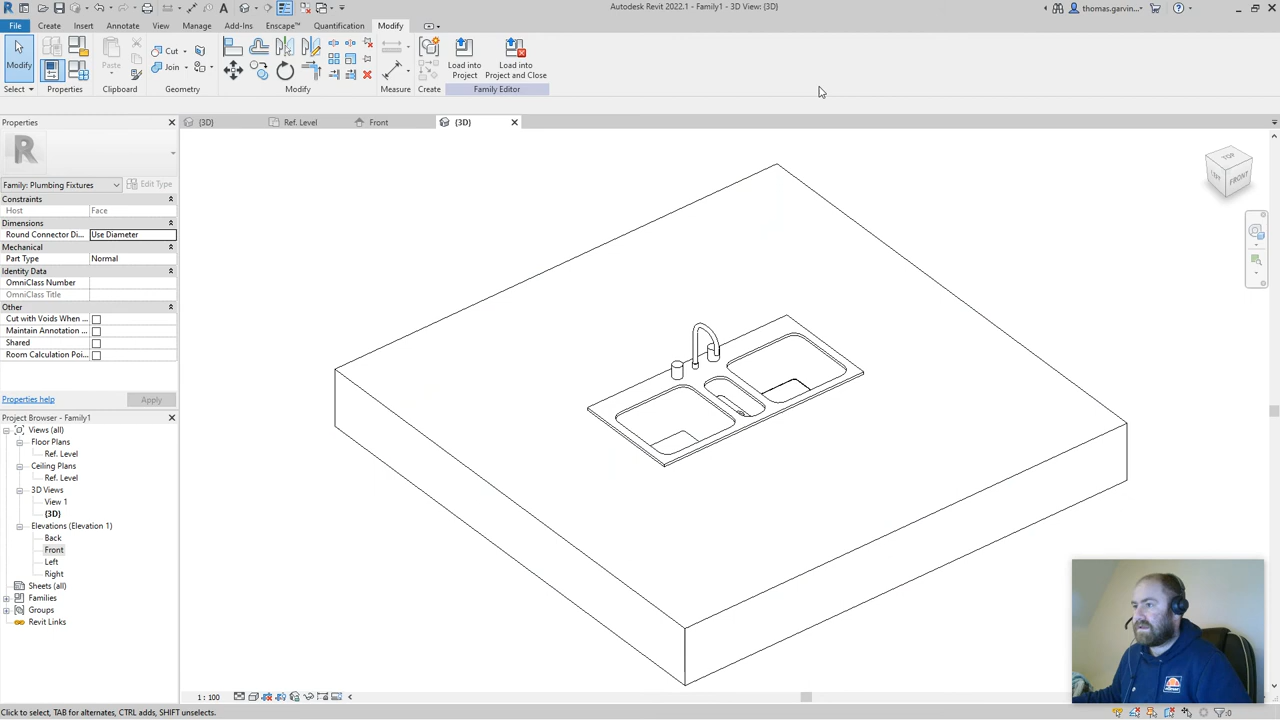 Autodesk Revit 2022.1 - Family1 - 3D View: {3D}
thomas.garvin...
File Create Insert Annotate View Manage Add-Ins Enscape™ Quantification Modify
Modify
Paste
Cut
Join
Load into Project
Load into Project and Close
Select Properties Clipboard Geometry Modify Measure Create Family Editor
Properties
{3D} Ref. Level Front {3D}
Family: Plumbing Fixtures Edit Type
Constraints
Host Face
Dimensions
Round Connector Di... Use Diameter
Mechanical
Part Type Normal
Identity Data
OmniClass Number
OmniClass Title
Other
Cut with Voids When ...
Maintain Annotation ...
Shared
Room Calculation Poi...
Properties help Apply
Project Browser - Family1
Views (all)
Floor Plans
Ref. Level
Ceiling Plans
Ref. Level
3D Views
View 1
{3D}
Elevations (Elevation 1)
Back
Front
Left
Right
Sheets (all)
Families
Groups
Revit Links
TOP
LEFT FRONT
1 : 100
Click to select, TAB for alternates, CTRL adds, SHIFT unselects.
:0